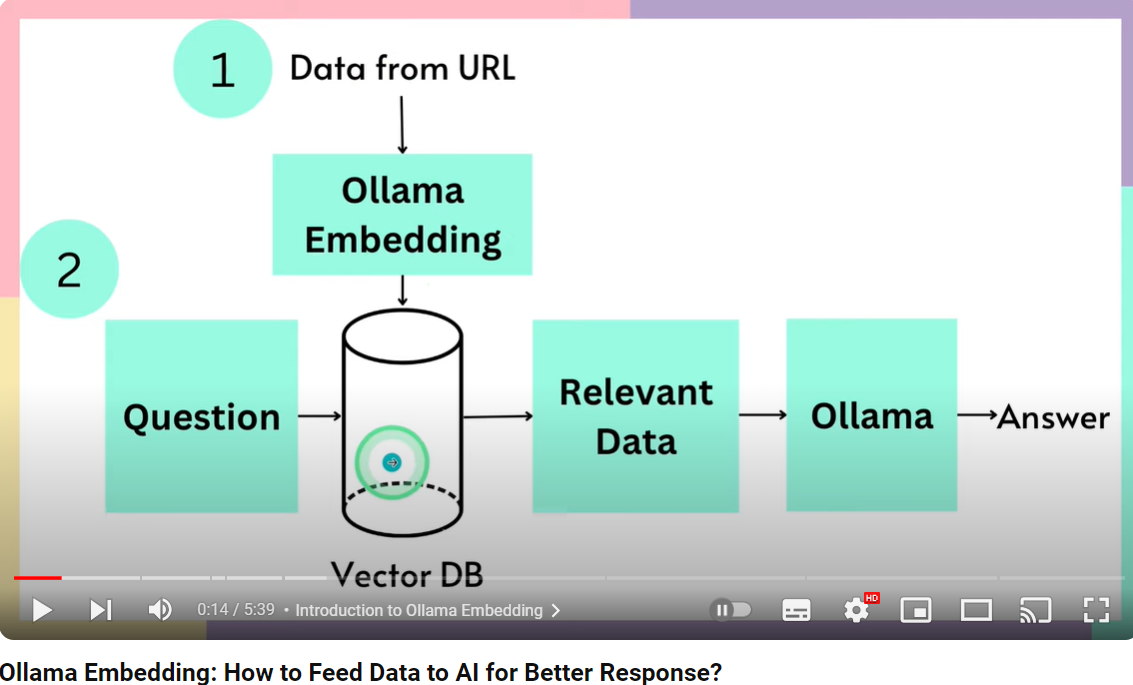 1
Data from URL
Ollama
Embedding
2
Question
Relevant
Data
Ollama
Answer
Vector DB
0:14 / 5:39 • Introduction to Ollama Embedding
HD
Ollama Embedding: How to Feed Data to AI for Better Response?